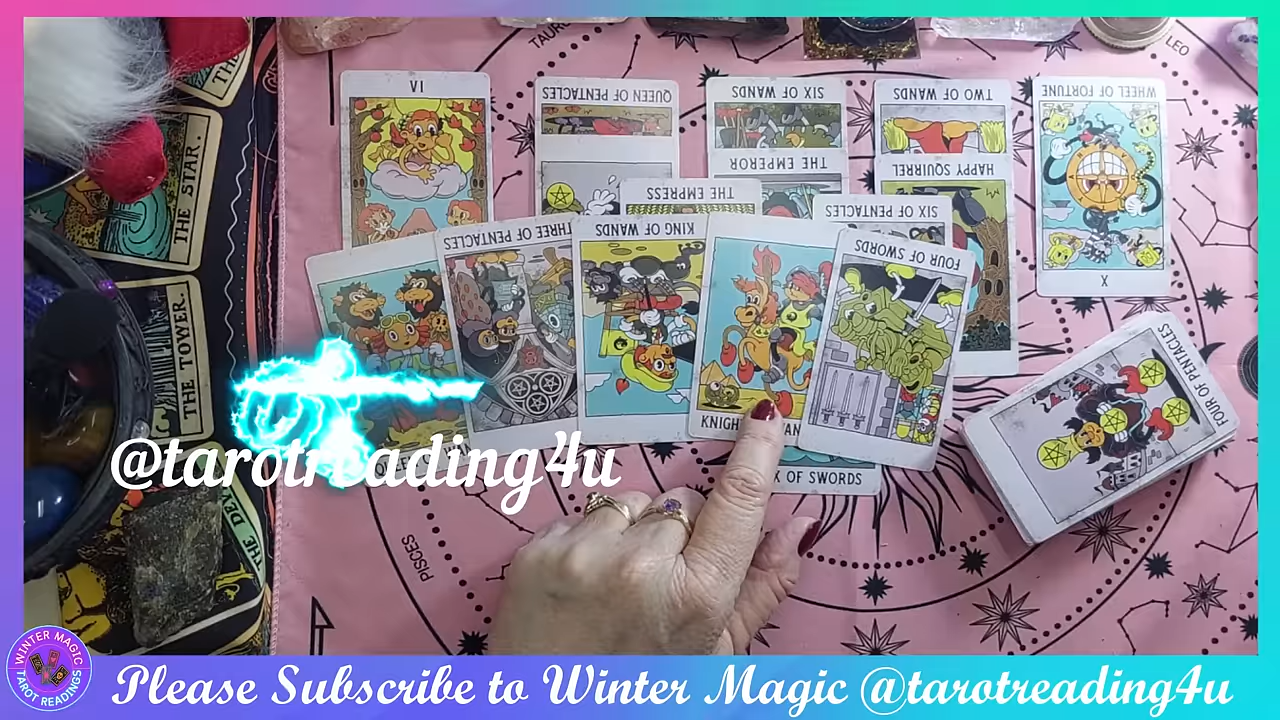 TAURUS
LEO
THE STAR.
IV
QUEEN OF PENTACLES
SIX OF WANDS
TWO OF WANDS
WHEEL OF FORTUNE
THE EMPEROR
HAPPY SQUIRREL
THE EMPRESS
SIX OF PENTACLES
THREE OF PENTACLES
KING OF WANDS
FOUR OF SWORDS
X
THE TOWER.
FOUR OF PENTACLES
@tarotreading4u
OF SWORDS
PISCES
WINTER MAGIC
TAROT READINGS
Please Subscribe to Winter Magic @tarotreading4u